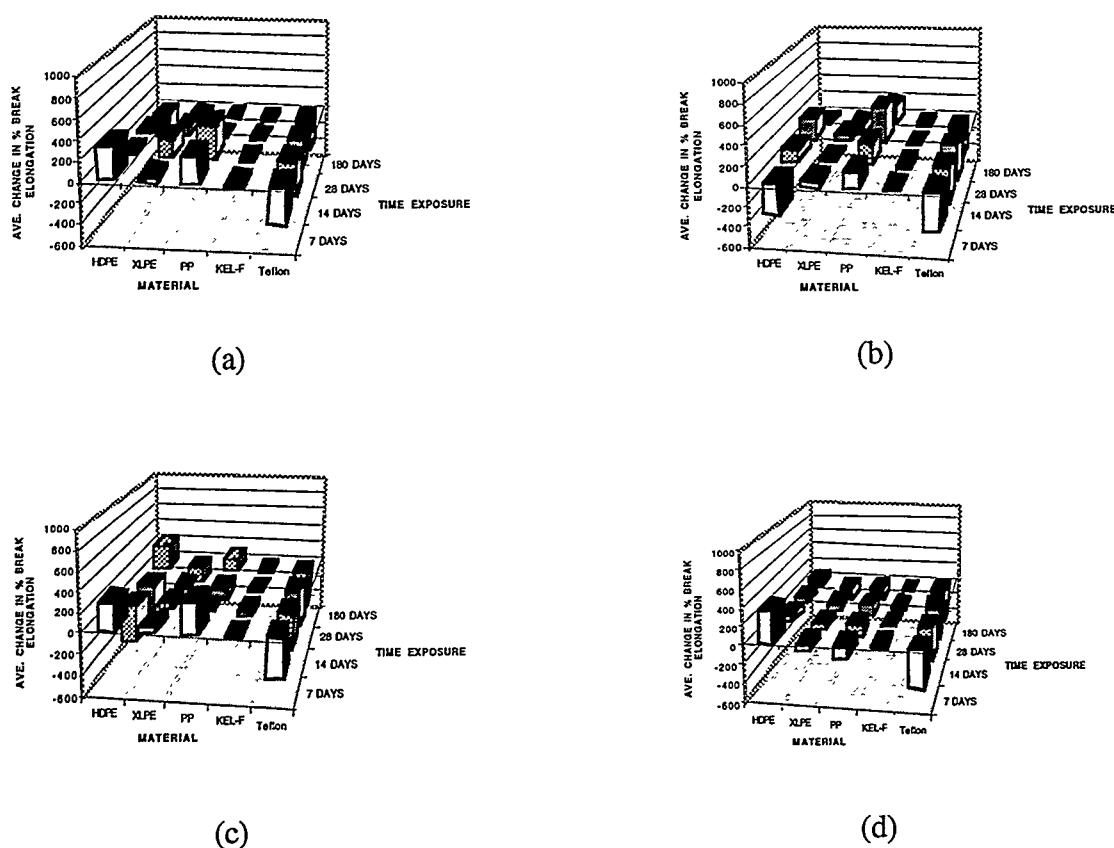 AVE. CHANGE IN % BREAK
ELONGATION
1000
800
600
400
200
0
-200
-400
-600
HDPE
XLPE
PP
KEL-F
Teflon
MATERIAL
180 DAYS
28 DAYS
14 DAYS
7 DAYS
TIME EXPOSURE
(a)
AVE. CHANGE IN % BREAK
ELONGATION
1000
800
600
400
200
0
-200
-400
-600
HDPE
XLPE
PP
KEL-F
Teflon
MATERIAL
180 DAYS
28 DAYS
14 DAYS
7 DAYS
TIME EXPOSURE
(b)
AVE. CHANGE IN % BREAK
ELONGATION
1000
800
600
400
200
0
-200
-400
-600
HDPE
XLPE
PP
KEL-F
Teflon
MATERIAL
180 DAYS
28 DAYS
14 DAYS
7 DAYS
TIME EXPOSURE
(c)
AVE. CHANGE IN % BREAK
ELONGATION
1000
800
600
400
200
0
-200
-400
-600
HDPE
XLPE
PP
KEL-F
Teflon
MATERIAL
180 DAYS
28 DAYS
14 DAYS
7 DAYS
TIME EXPOSURE
(d)